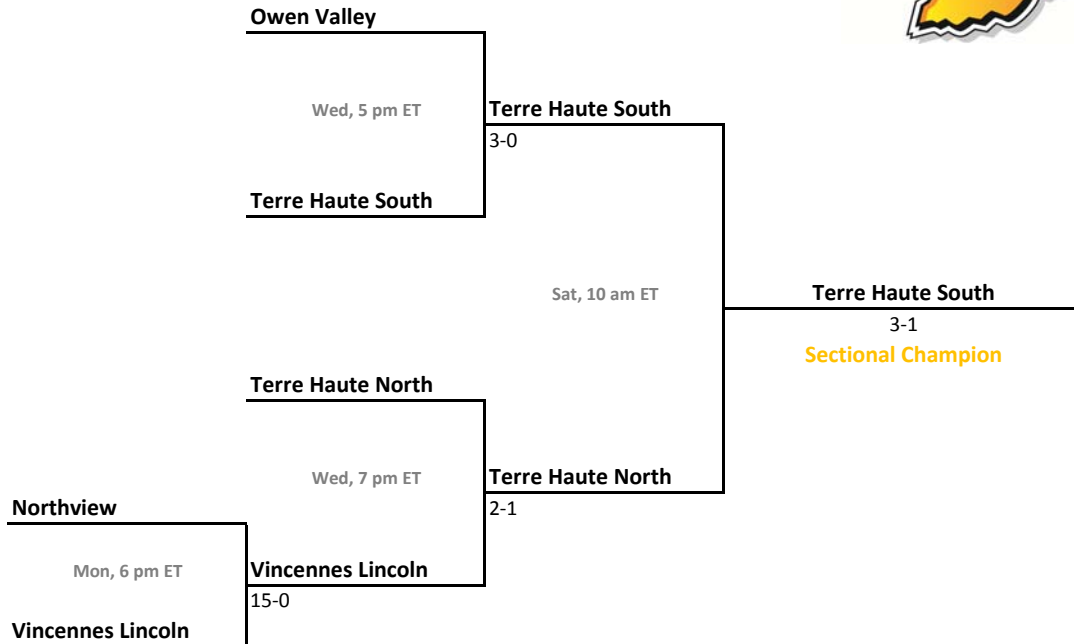 Owen Valley
Wed, 5 pm ET
Terre Haute South
3-0
Terre Haute South
Sat, 10 am ET
Terre Haute South
3-1
Sectional Champion
Terre Haute North
Wed, 7 pm ET
Terre Haute North
2-1
Northview
Mon, 6 pm ET
Vincennes Lincoln
15-0
Vincennes Lincoln